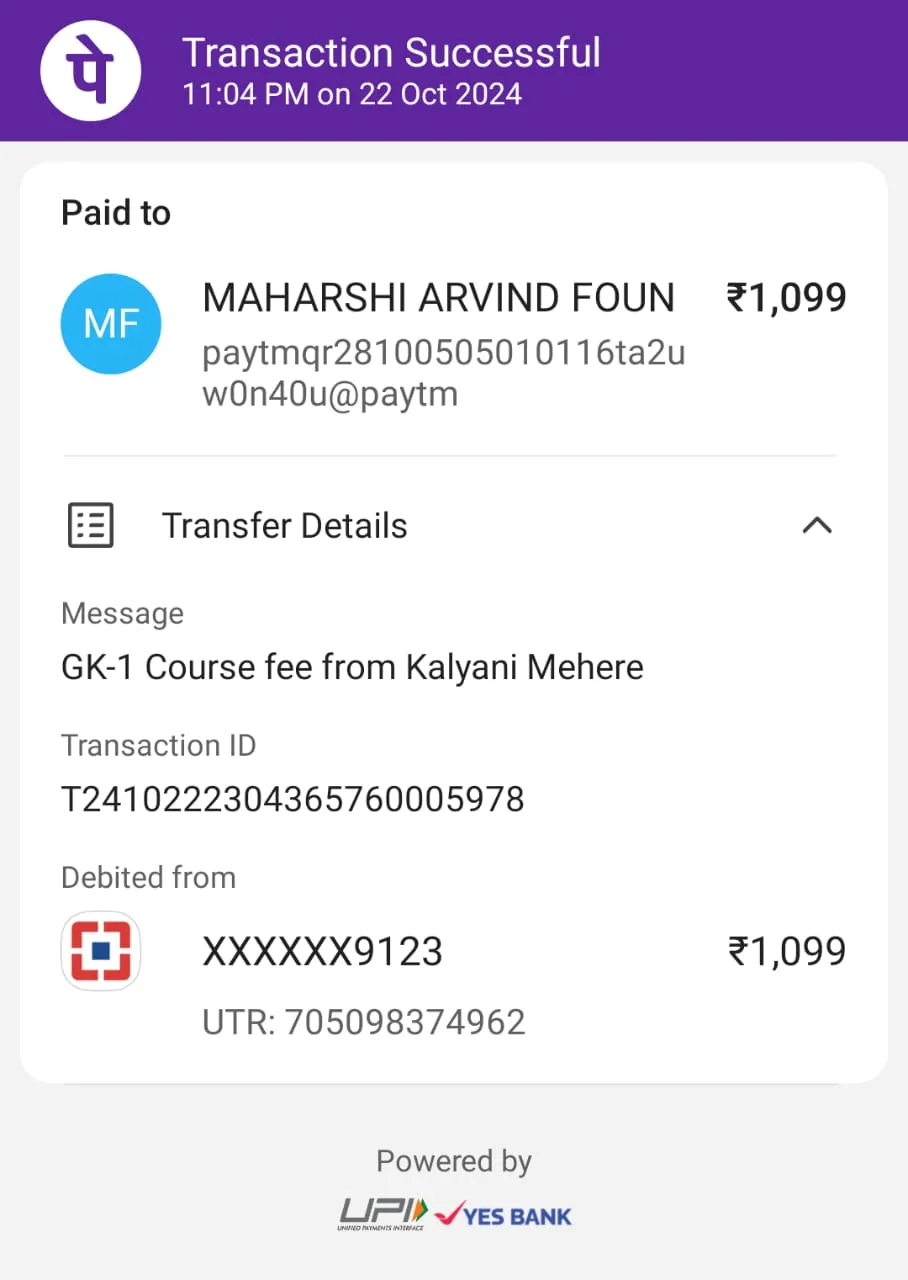 पे
Transaction Successful
11:04 PM on 22 Oct 2024
Paid to
MF
MAHARSHI ARVIND FOUN ₹1,099
paytmqr28100505010116ta2u
w0n40u@paytm
Transfer Details
Message
GK-1 Course fee from Kalyani Mehere
Transaction ID
T2410222304365760005978
Debited from
XXXXXX9123 ₹1,099
UTR: 705098374962
Powered by
UPI YES BANK
UNIFIED PAYMENTS INTERFACE